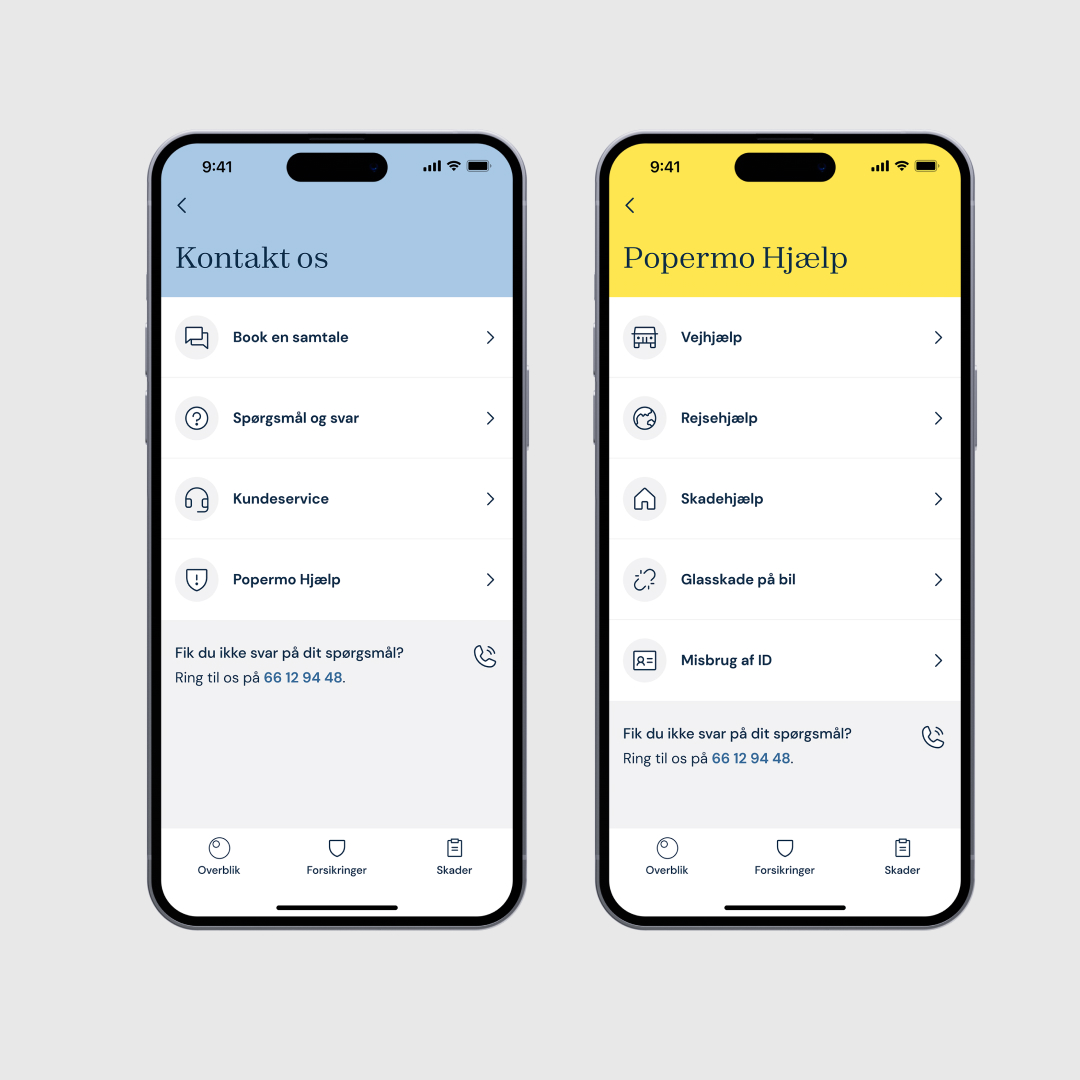 9:41
Kontakt os
Book en samtale
Spørgsmål og svar
Kundeservice
Popermo Hjælp
Fik du ikke svar på dit spørgsmål?
Ring til os på 66 12 94 48.
Overblik
Forsikringer
Skader
9:41
Popermo Hjælp
Vejhjælp
Rejsehjælp
Skadehjælp
Glasskade på bil
Misbrug af ID
Fik du ikke svar på dit spørgsmål?
Ring til os på 66 12 94 48.
Overblik
Forsikringer
Skader